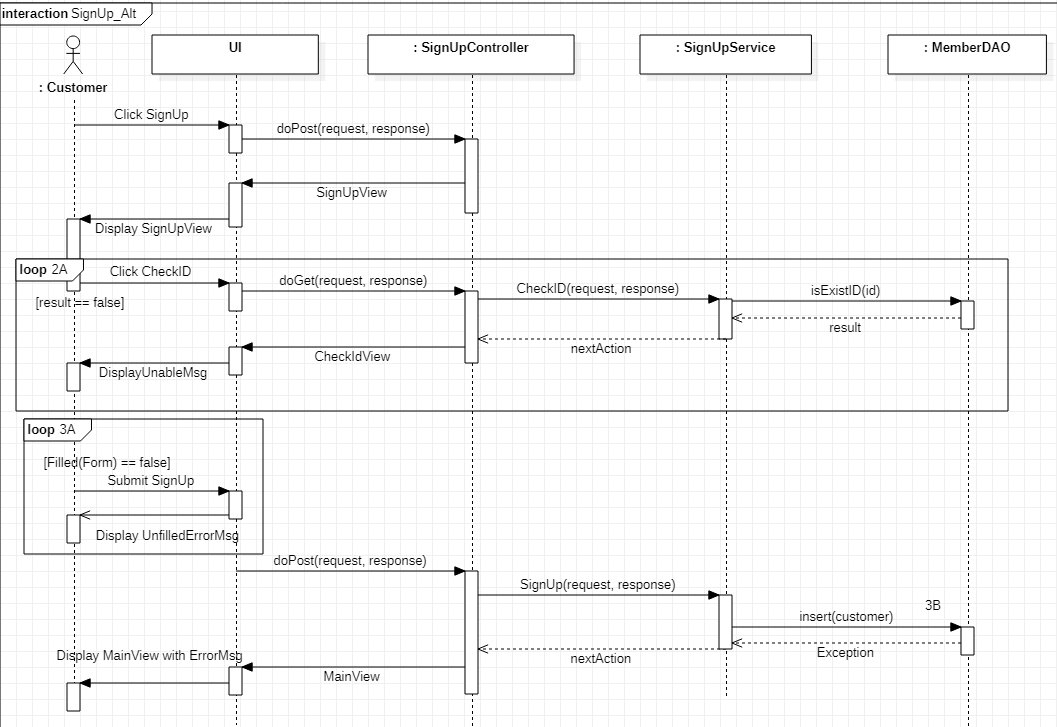 interaction SignUp_Alt
UI
: SignUpController
: SignUpService
: MemberDAO
: Customer
Click SignUp
doPost(request, response)
SignUpView
Display SignUpView
loop 2A
Click CheckID
doGet(request, response)
CheckID(request, response)
isExistID(id)
[result == false]
result
nextAction
CheckIdView
DisplayUnableMsg
loop 3A
[Filled(Form) == false]
Submit SignUp
Display UnfilledErrorMsg
doPost(request, response)
SignUp(request, response)
3B
insert(customer)
Exception
nextAction
Display MainView with ErrorMsg
MainView